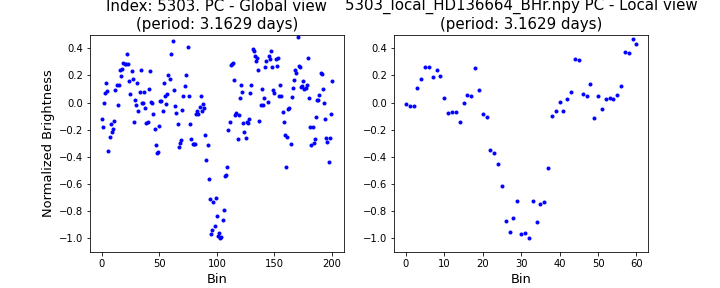 Index: 5303. PC - Global view
(period: 3.1629 days)
5303_local_HD136664_BHr.npy PC - Local view
(period: 3.1629 days)
Normalized Brightness
0.4
0.2
0.0
−0.2
−0.4
−0.6
−0.8
−1.0
0 50 100 150 200
Bin
0.4
0.2
0.0
−0.2
−0.4
−0.6
−0.8
−1.0
0 10 20 30 40 50 60
Bin